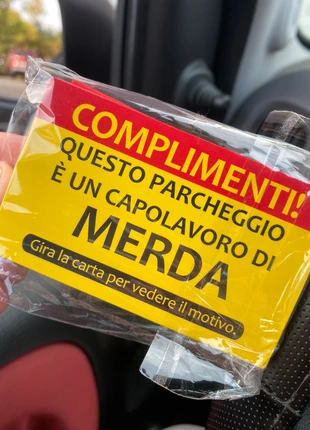 COMPLIMENTI!
QUESTO PARCHEGGIO
È UN CAPOLAVORO DI
MERDA
Gira la carta per vedere il motivo.